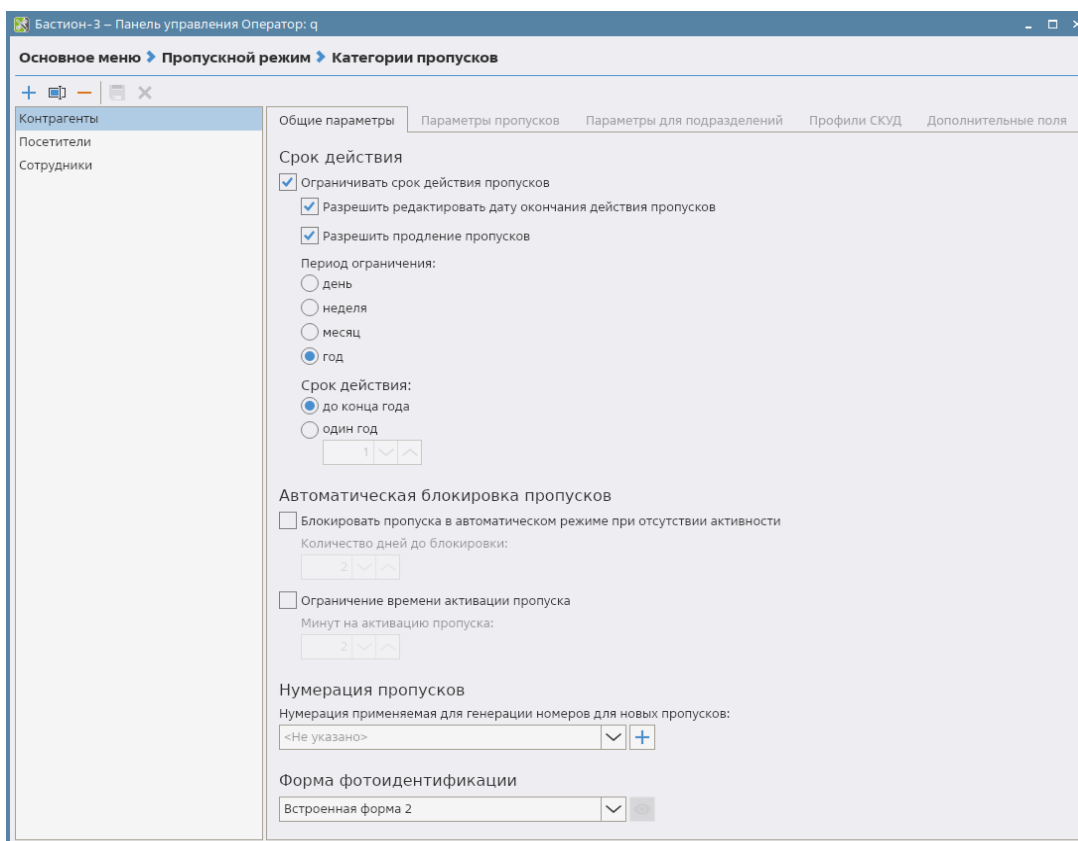 Бастион-3 – Панель управления Оператор: q
Основное меню Пропускной режим Категории пропусков
Контрагенты
Посетители
Сотрудники
Общие параметры Параметры пропусков Параметры для подразделений Профили СКУД Дополнительные поля
Срок действия
Ограничивать срок действия пропусков
Разрешить редактировать дату окончания действия пропусков
Разрешить продление пропусков
Период ограничения:
день
неделя
месяц
год
Срок действия:
до конца года
один год
1
Автоматическая блокировка пропусков
Блокировать пропуска в автоматическом режиме при отсутствии активности
Количество дней до блокировки:
2
Ограничение времени активации пропуска
Минут на активацию пропуска:
2
Нумерация пропусков
Нумерация применяемая для генерации номеров для новых пропусков:
<Не указано>
Форма фотоидентификации
Встроенная форма 2